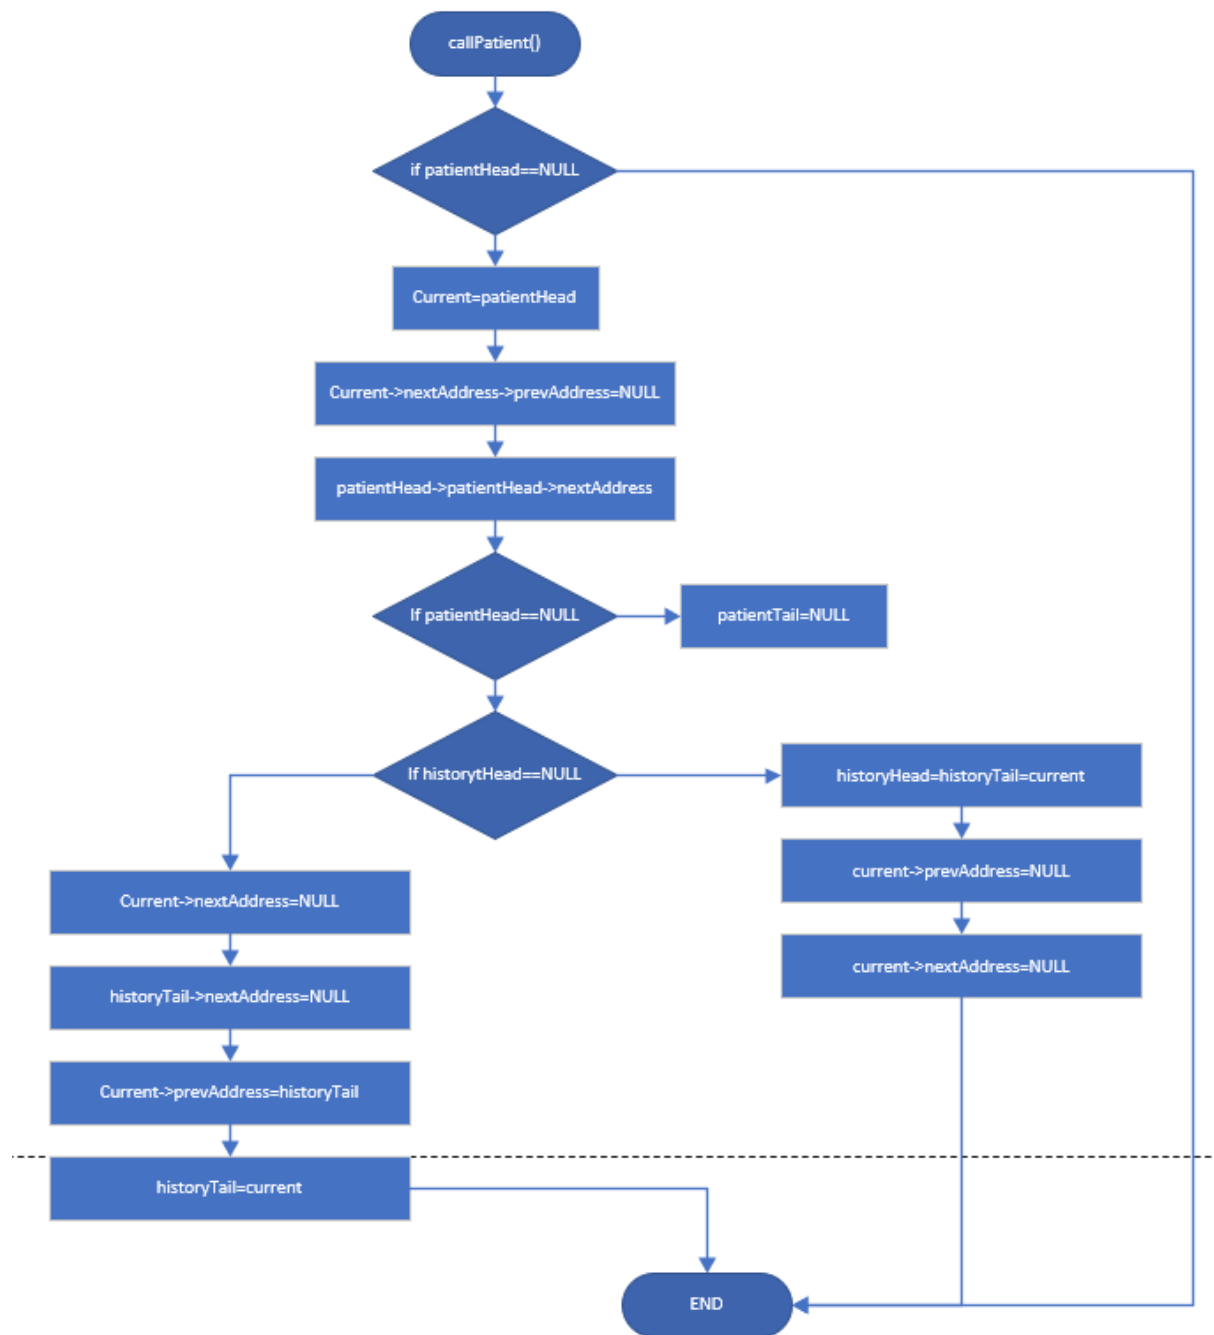 callPatient()
if patientHead==NULL
Current=patientHead
Current->nextAddress->prevAddress=NULL
patientHead->patientHead->nextAddress
If patientHead==NULL
patientTail=NULL
If historytHead==NULL
historyHead=historyTail=current
current->prevAddress=NULL
current->nextAddress=NULL
Current->nextAddress=NULL
historyTail->nextAddress=NULL
Current->prevAddress=historyTail
historyTail=current
END